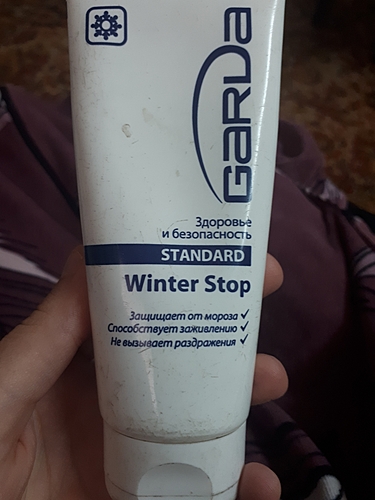 GARDA
Здоровье
и безопасность
STANDARD
Winter Stop
Защищает от мороза ✓
Способствует заживлению ✓
Не вызывает раздражения ✓